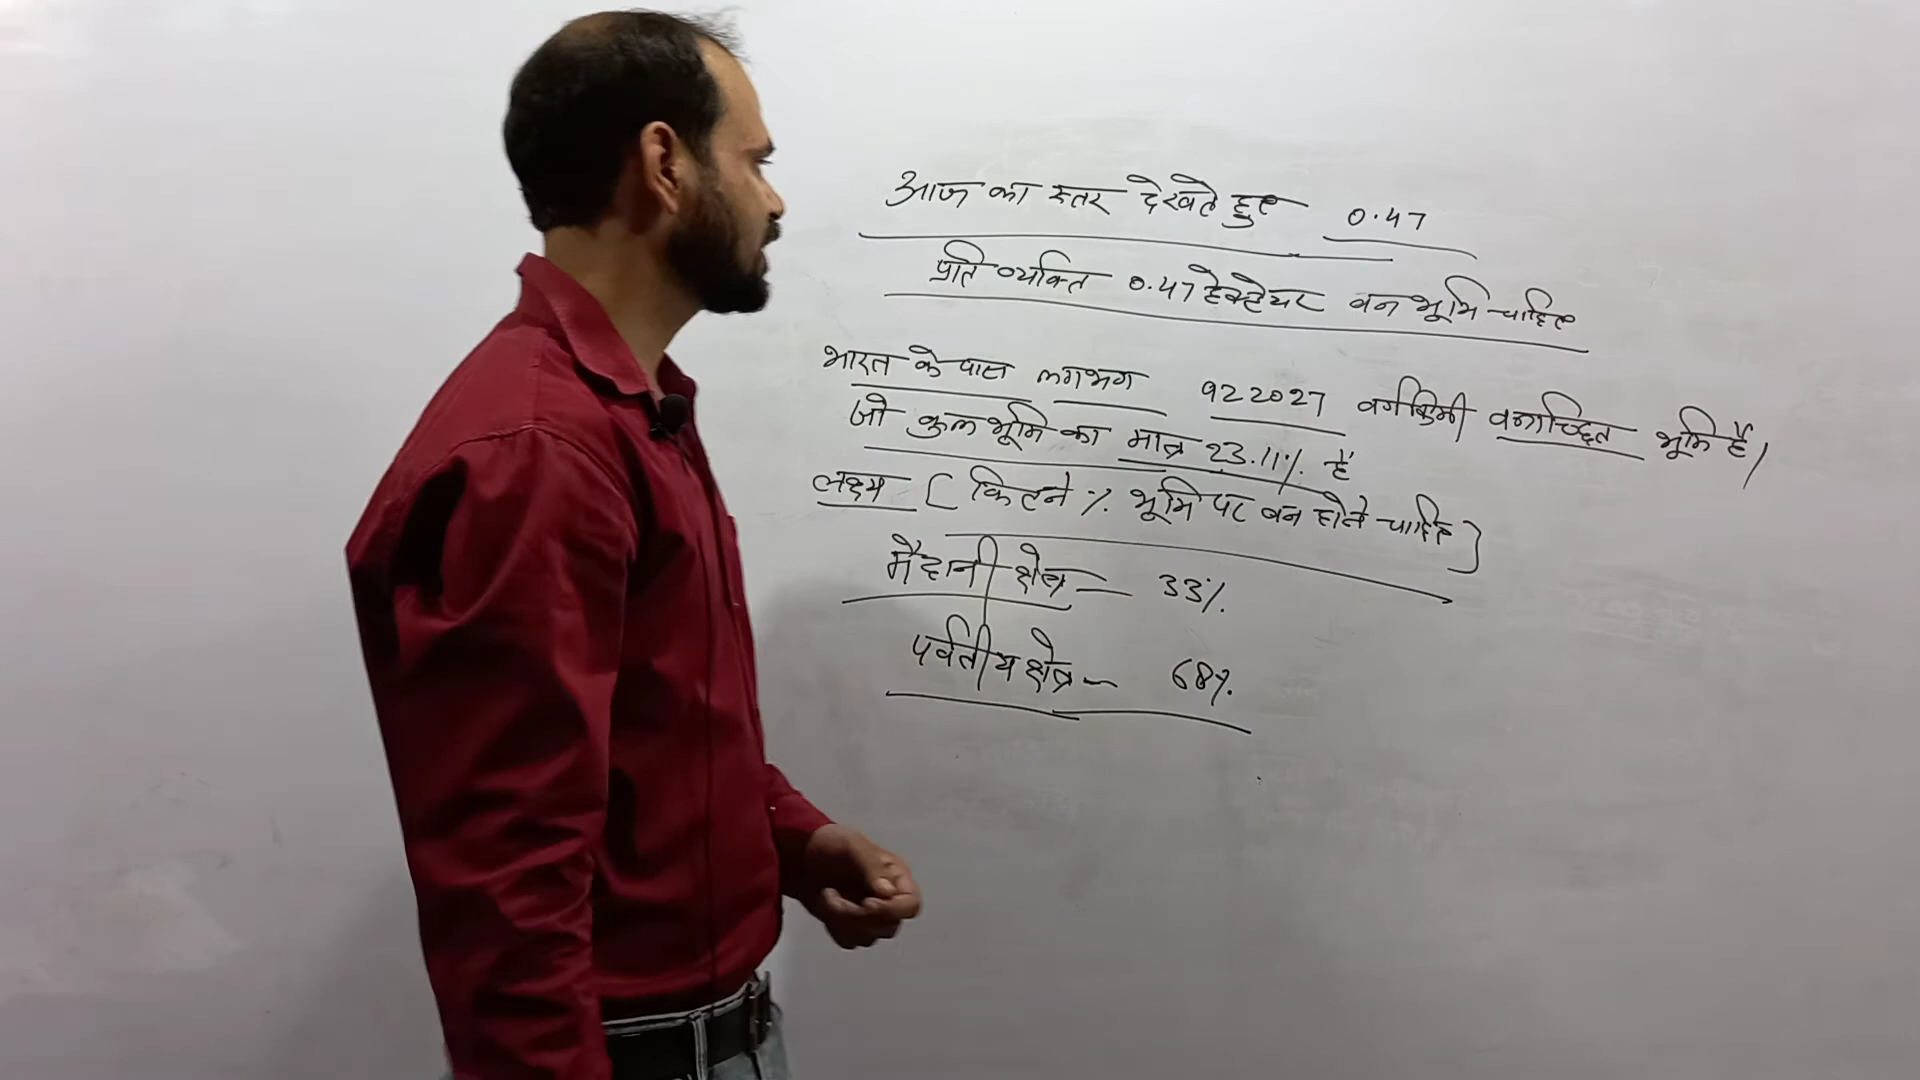 आज का स्तर देखते हुए 0.47
प्रति व्यक्ति 0.47 हेक्टेयर वन भूमि चाहिए
भारत के पास लगभग 922027 वर्ग किमी वनाच्छित भूमि है।
जो कुल भूमि का मात्र 23.11% है
लक्ष्य [कितने % भूमि पर वन होने चाहिए]
मैदानी क्षेत्र — 33%
पर्वतीय क्षेत्र — 68%